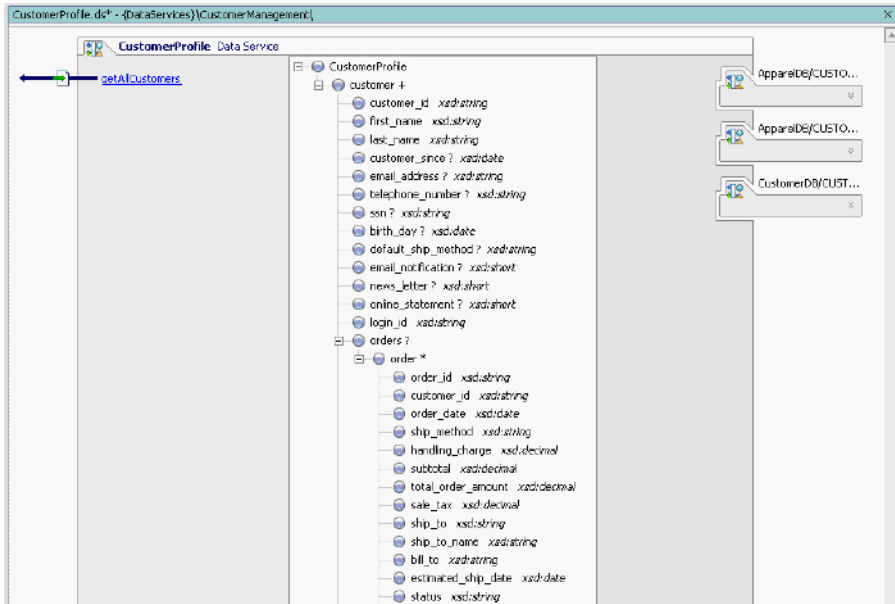 CustomerProfile.ds* - {DataServices}\CustomerManagement\
CustomerProfile Data Service
getAllCustomers
CustomerProfile
customer +
customer_id xsd:string
first_name xsd:string
last_name xsd:string
customer_since ? xsd:date
email_address ? xsd:string
telephone_number ? xsd:string
ssn ? xsd:string
birth_day ? xsd:date
default_ship_method ? xsd:string
email_notification ? xsd:short
news_letter ? xsd:short
online_statement ? xsd:short
login_id xsd:string
orders ?
order *
order_id xsd:string
customer_id xsd:string
order_date xsd:date
ship_method xsd:string
handling_charge xsd:decimal
subtotal xsd:decimal
total_order_amount xsd:decimal
sale_tax xsd:decimal
ship_to xsd:string
ship_to_name xsd:string
bill_to xsd:string
estimated_ship_date xsd:date
status xsd:string
ApparelDB/CUSTO...
ApparelDB/CUSTO...
CustomerDB/CUST...